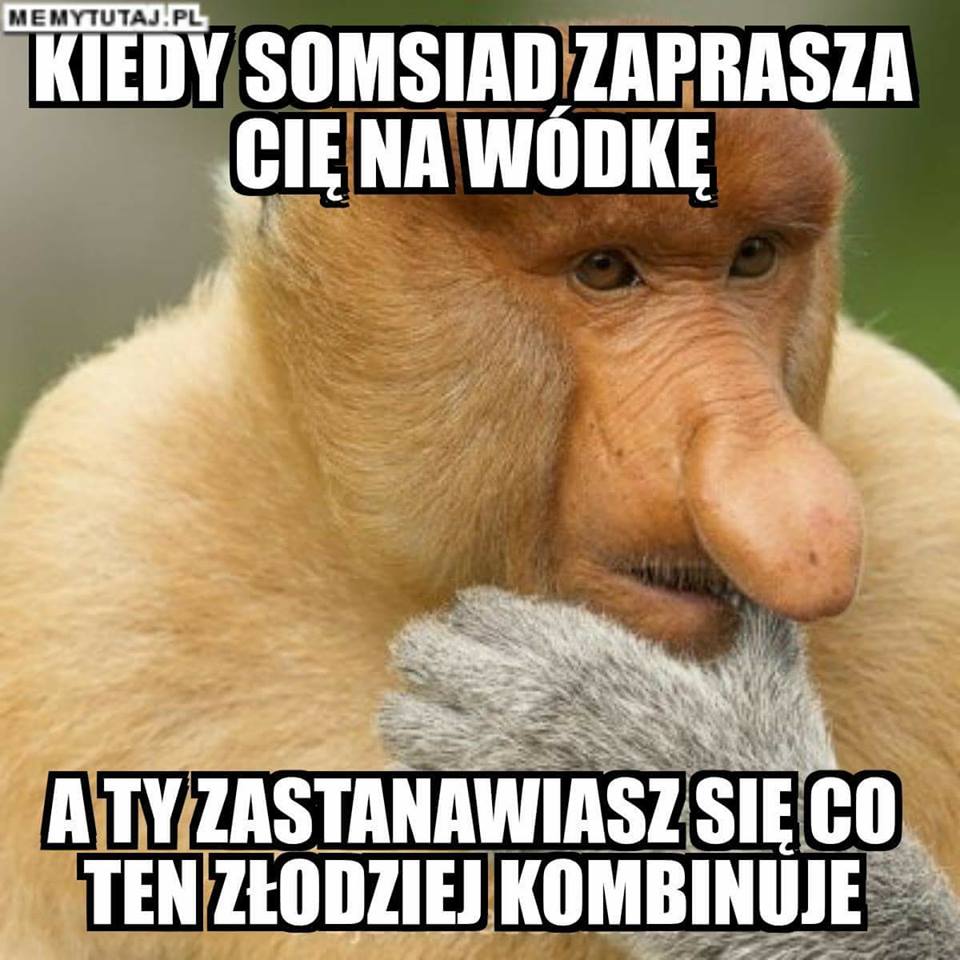 MEMYTUTAJ.PL
KIEDY SOMSIAD ZAPRASZA
CIĘ NA WÓDKĘ
A TY ZASTANAWIASZ SIĘ CO
TEN ZŁODZIEJ KOMBINUJE